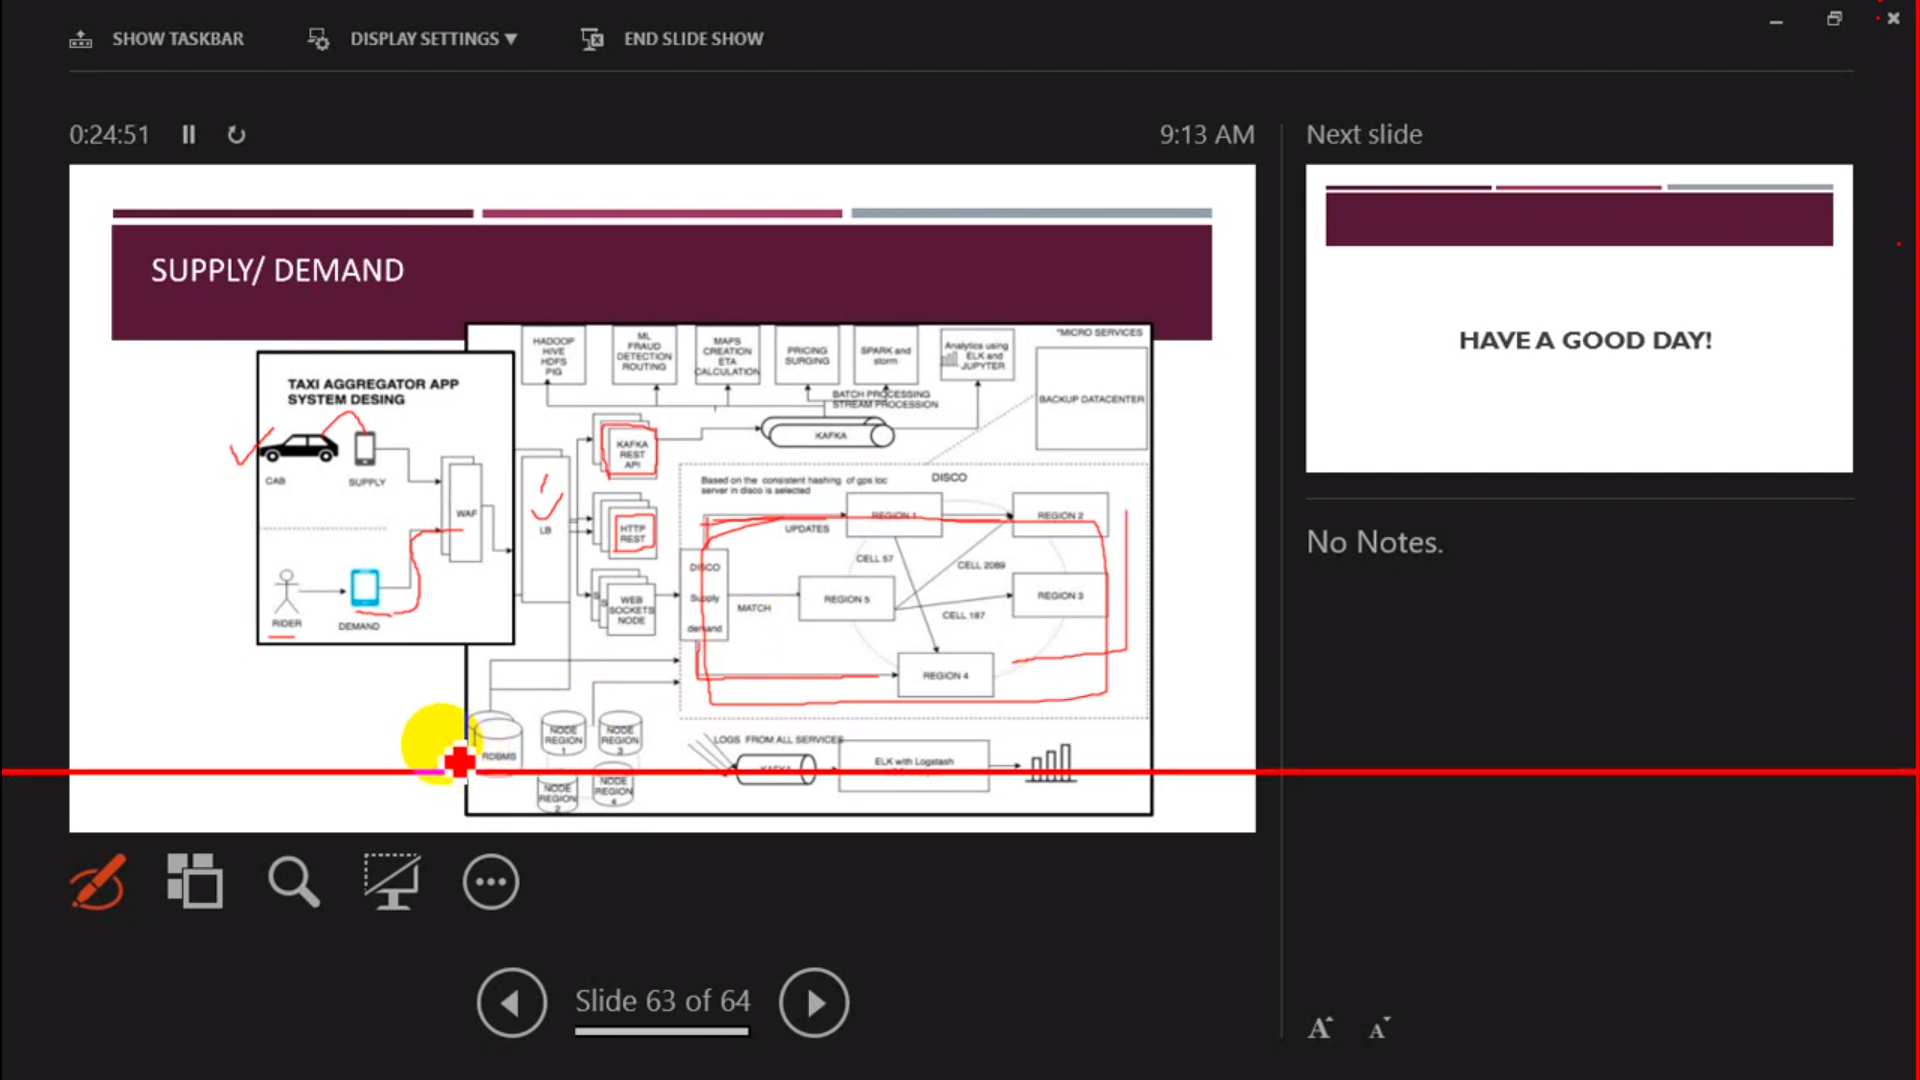 SHOW TASKBAR
DISPLAY SETTINGS
END SLIDE SHOW
0:24:51
9:13 AM
Next slide
SUPPLY/ DEMAND
TAXI AGGREGATOR APP
SYSTEM DESING
CAB
SUPPLY
WAF
RIDER
DEMAND
HADOOP
HIVE
HDFS
PIG
ML
FRAUD
DETECTION
ROUTING
MAPS
CREATION
ETA
CALCULATION
PRICING
SURGING
SPARK and
storm
Analytics using
ELK and
JUPYTER
*MICRO SERVICES
BACKUP DATACENTER
BATCH PROCESSING
STREAM PROCESSION
KAFKA
REST
API
KAFKA
LB
HTTP
REST
WEB
SOCKETS
NODE
S
S
Based on the consistent hashing of gps loc
server in disco is selected
DISCO
REGION 1
REGION 2
UPDATES
CELL 57
CELL 2089
DISCO
Supply
demand
MATCH
REGION 5
REGION 3
CELL 187
REGION 4
RDBMS
NODE
REGION
1
NODE
REGION
3
NODE
REGION
2
NODE
REGION
4
LOGS FROM ALL SERVICES
KAFKA
ELK with Logstash
HAVE A GOOD DAY!
No Notes.
Slide 63 of 64
A
A